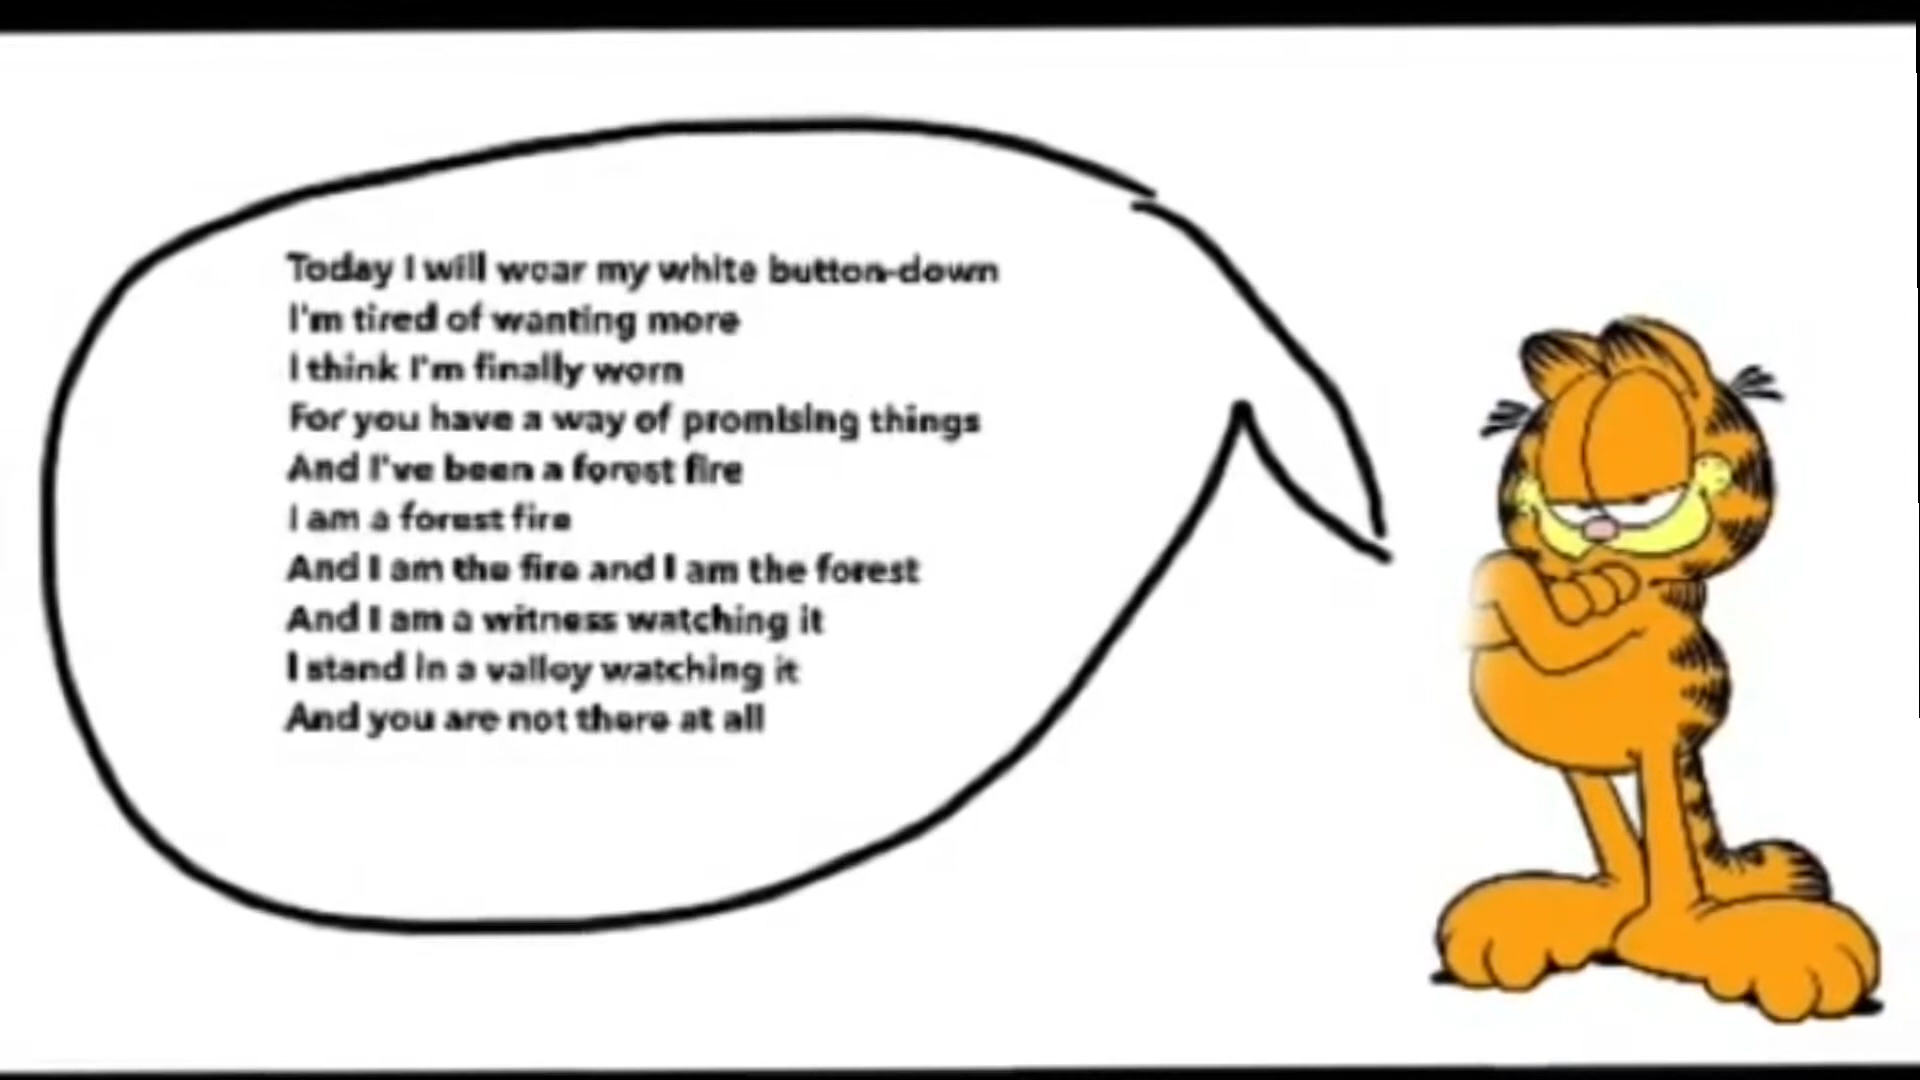 Today I will wear my white button-down
I'm tired of wanting more
I think I'm finally worn
For you have a way of promising things
And I've been a forest fire
I am a forest fire
And I am the fire and I am the forest
And I am a witness watching it
I stand in a valley watching it
And you are not there at all